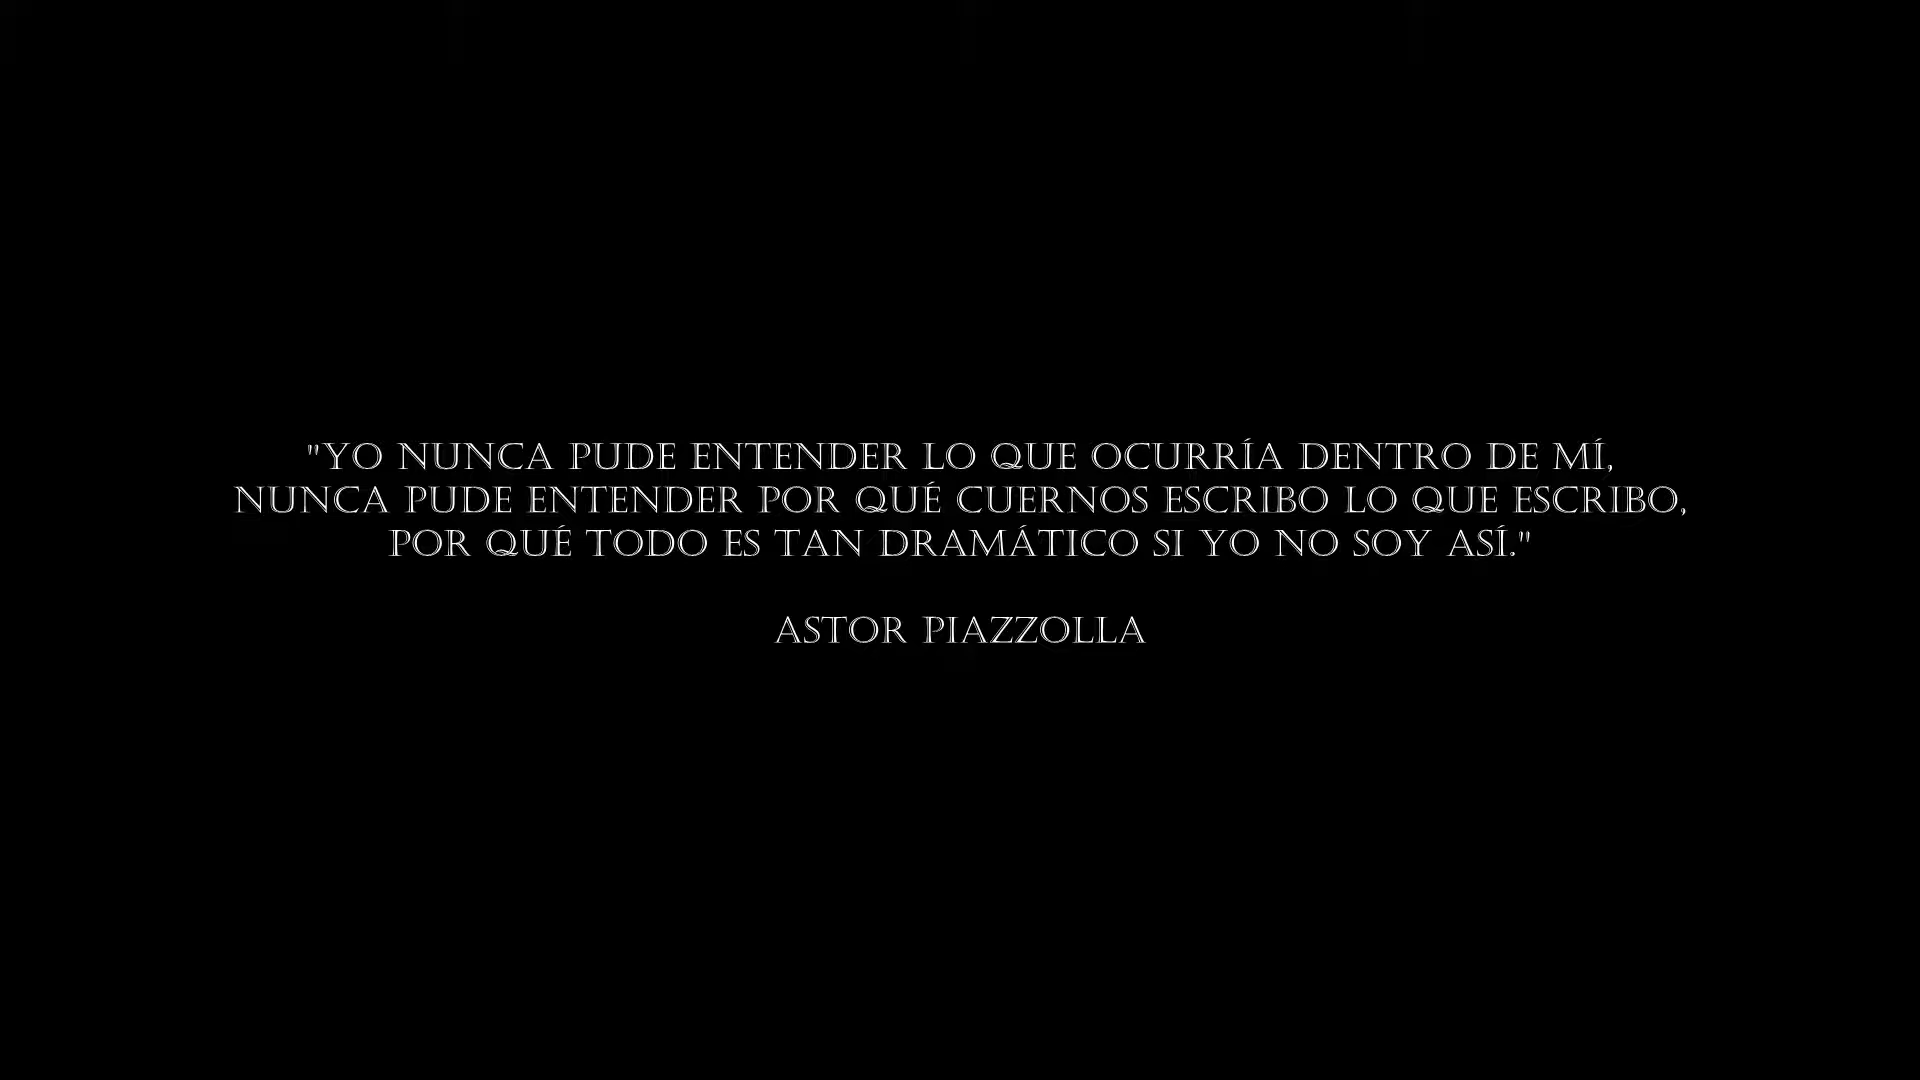 "YO NUNCA PUDE ENTENDER LO QUE OCURRÍA DENTRO DE MÍ,
NUNCA PUDE ENTENDER POR QUÉ CUERNOS ESCRIBO LO QUE ESCRIBO,
POR QUÉ TODO ES TAN DRAMÁTICO SI YO NO SOY ASÍ."
ASTOR PIAZZOLLA